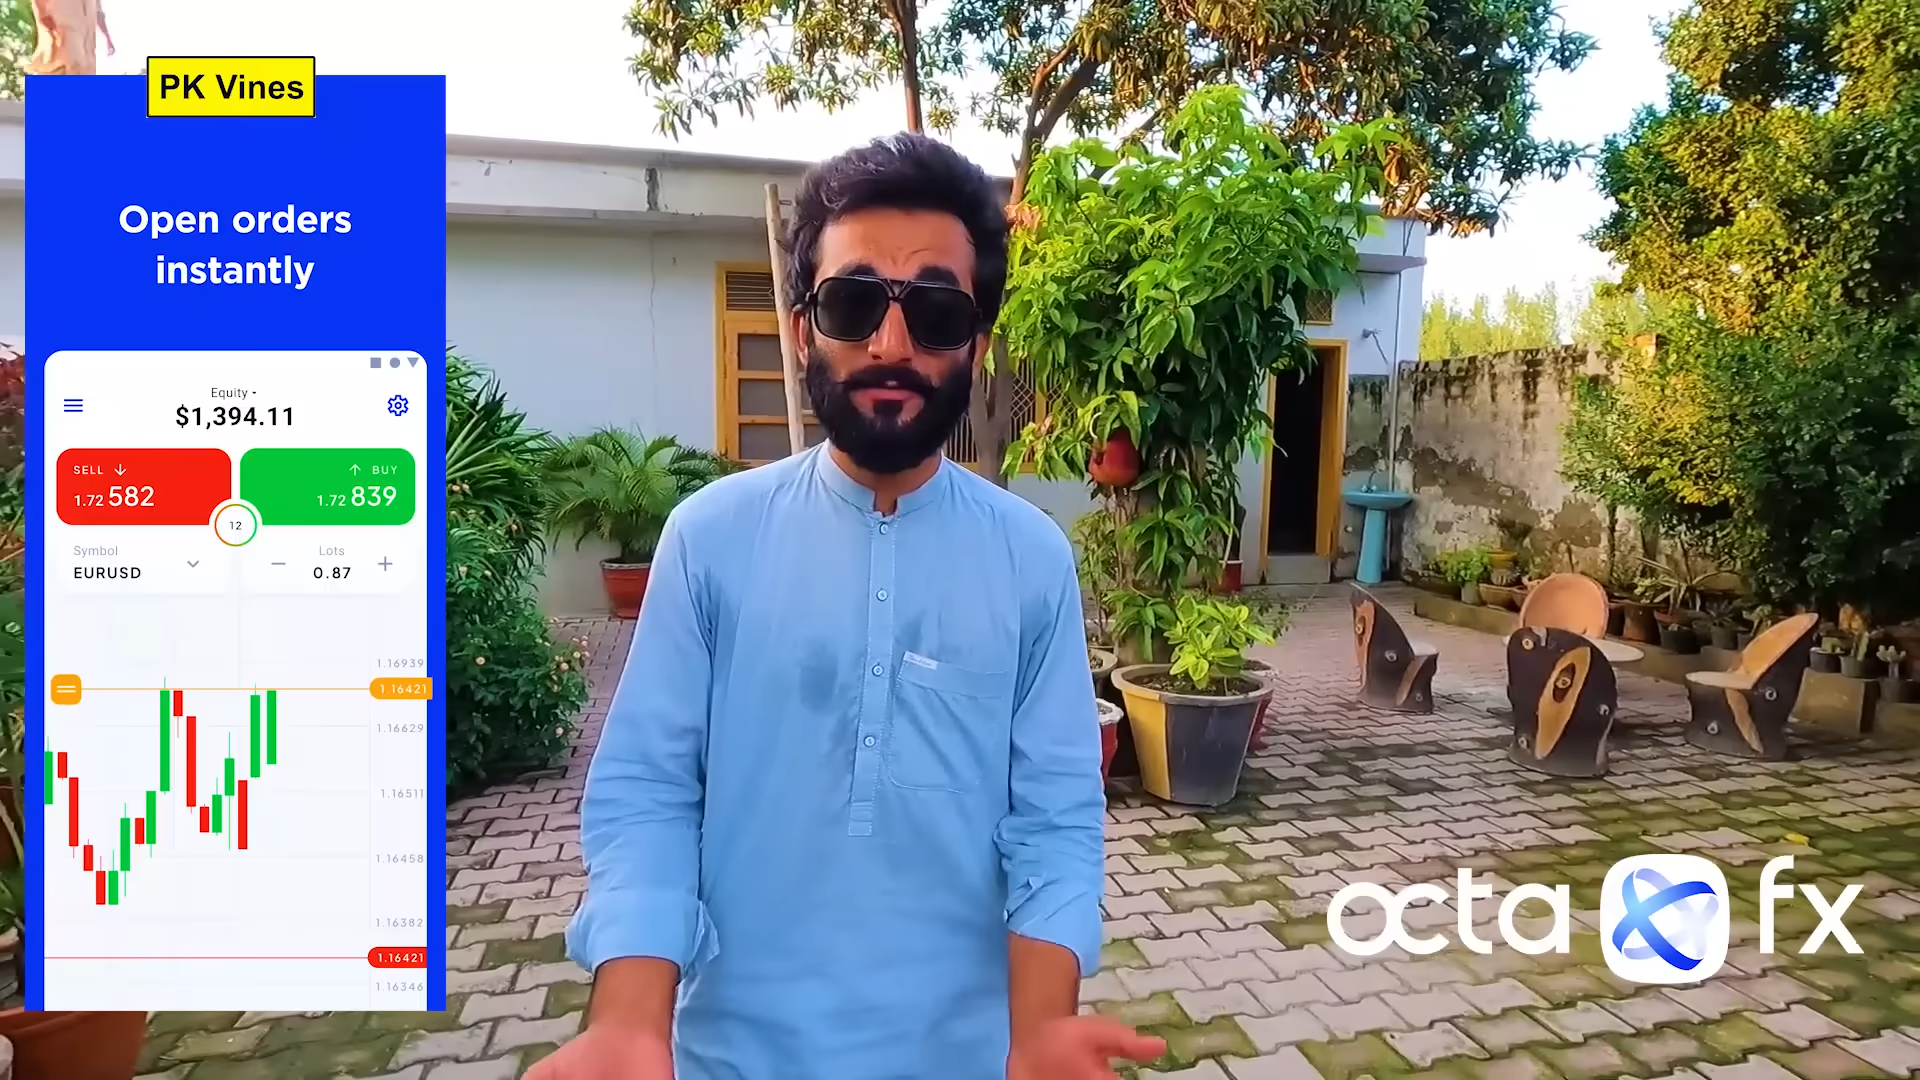 PK Vines
Open orders
instantly
Equity
$1,394.11
SELL
BUY
1.72 582
1.72 839
12
Symbol
Lots
EURUSD
0.87
1.16939
1.16421
1.16629
1.16511
1.16458
1.16382
1.16421
1.16346
octa fx